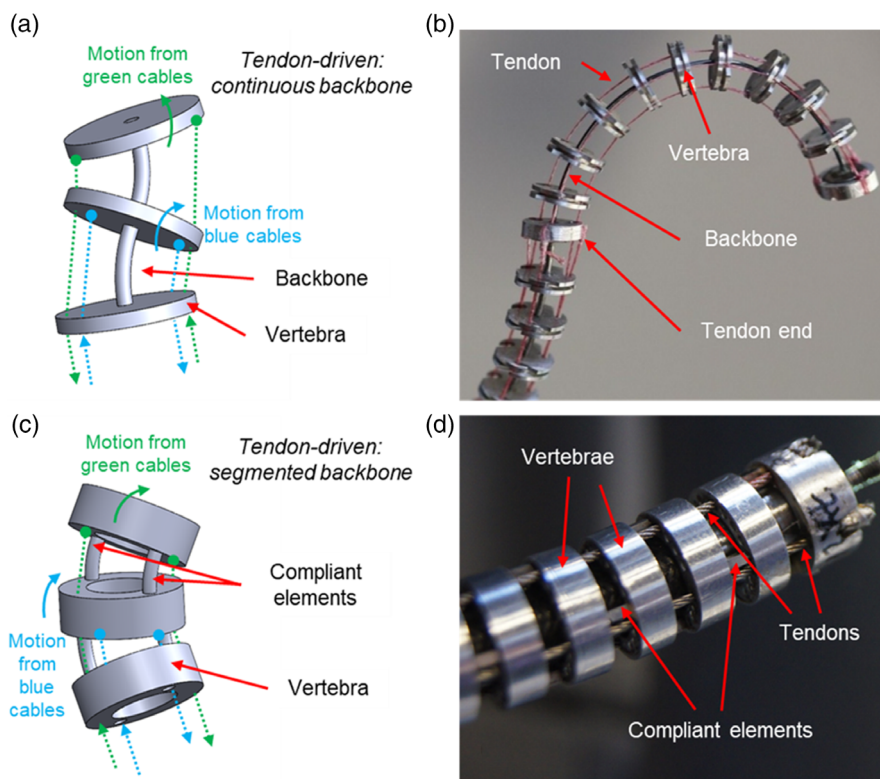 (a)
Motion from
green cables
Tendon-driven:
continuous backbone
Motion from
blue cables
Backbone
Vertebra
(b)
Tendon
Vertebra
Backbone
Tendon end
(c)
Motion from
green cables
Tendon-driven:
segmented backbone
Compliant
elements
Motion
from
blue
cables
Vertebra
(d)
Vertebrae
Tendons
Compliant elements